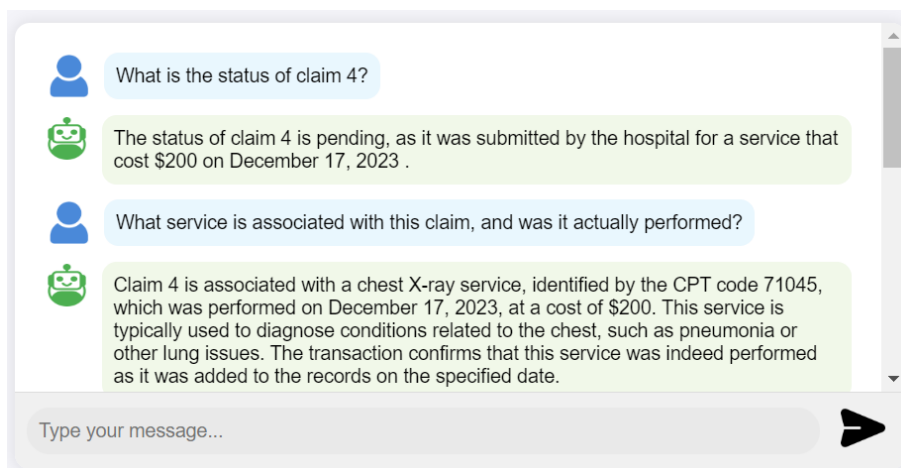 What is the status of claim 4?
The status of claim 4 is pending, as it was submitted by the hospital for a service that
cost $200 on December 17, 2023 .
What service is associated with this claim, and was it actually performed?
Claim 4 is associated with a chest X-ray service, identified by the CPT code 71045,
which was performed on December 17, 2023, at a cost of $200. This service is
typically used to diagnose conditions related to the chest, such as pneumonia or
other lung issues. The transaction confirms that this service was indeed performed
as it was added to the records on the specified date.
Type your message...